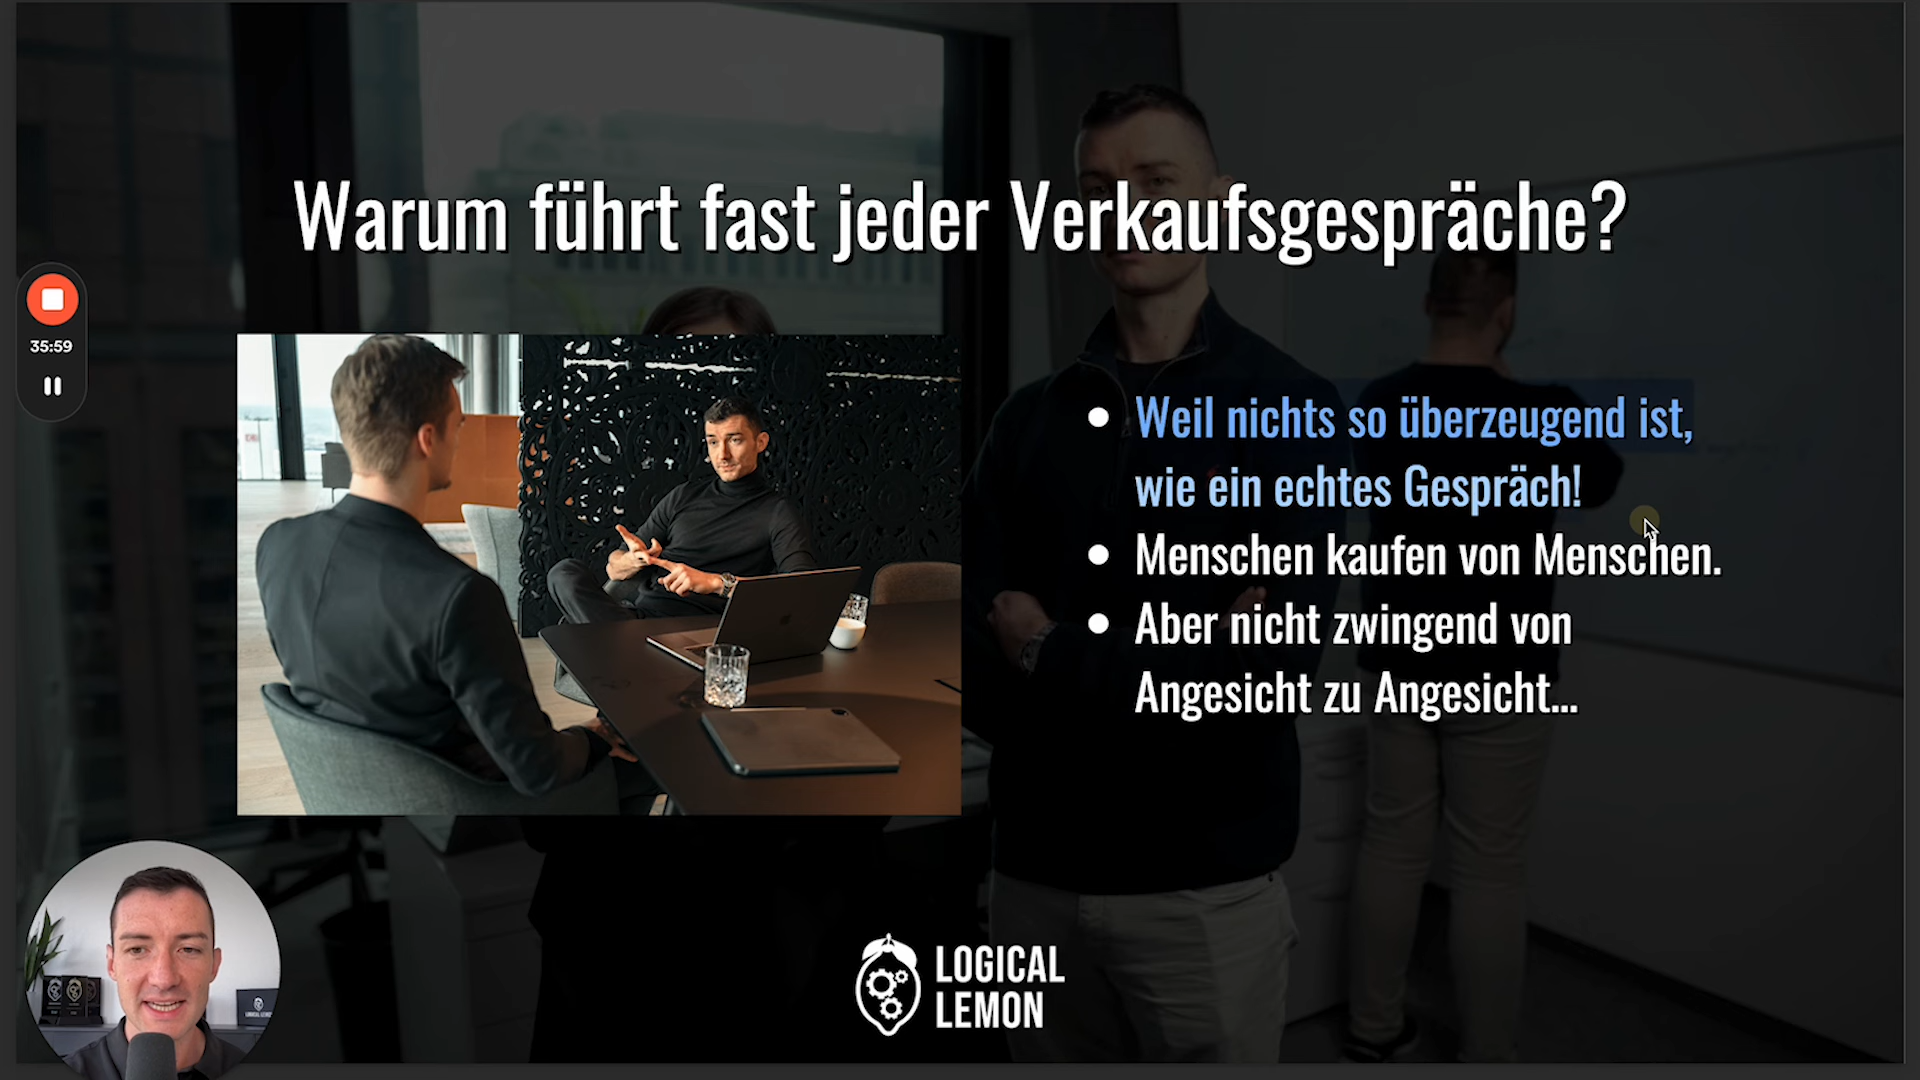 Warum führt fast jeder Verkaufsgespräche?
35:59
Weil nichts so überzeugend ist,
wie ein echtes Gespräch!
Menschen kaufen von Menschen.
Aber nicht zwingend von
Angesicht zu Angesicht...
LOGICAL
LEMON